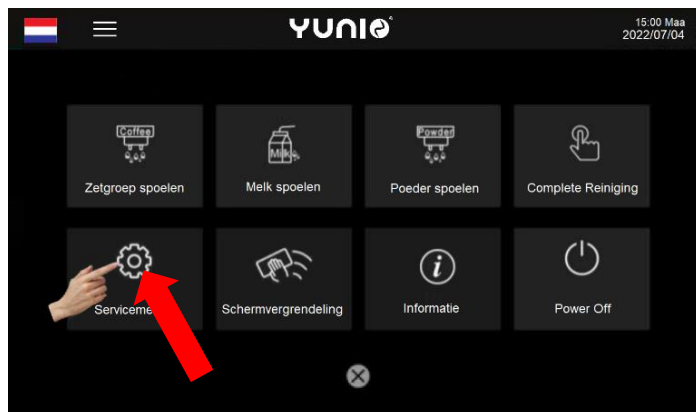 YUNIO
15:00 Maa
2022/07/04
Coffee
Zetgroep spoelen
Milk
Melk spoelen
Powder
Poeder spoelen
Complete Reiniging
Schermvergrendeling
i
Informatie
Power Off